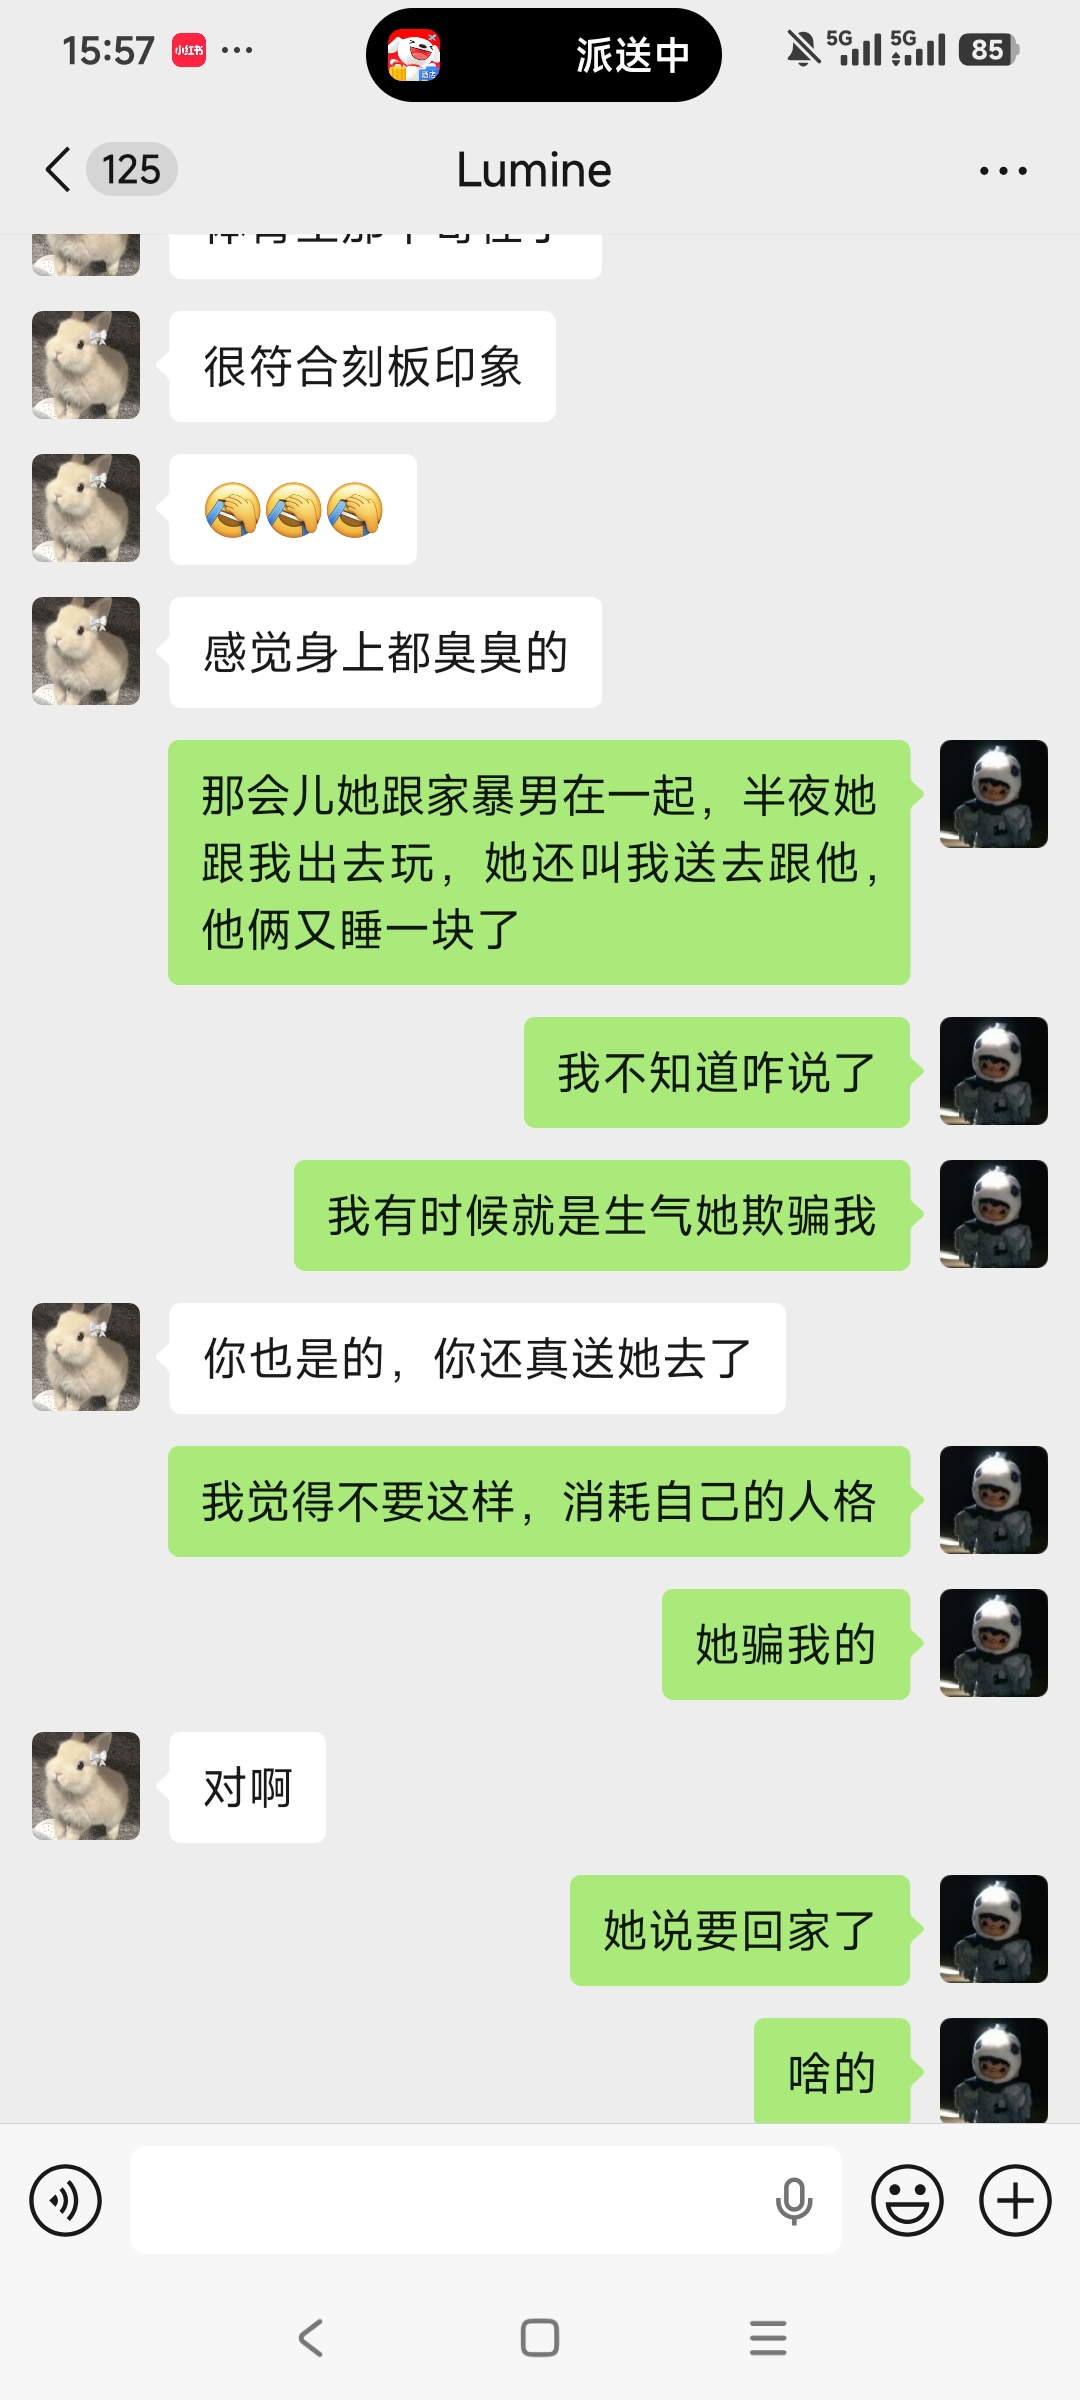 15:57
小红书
派送中
5G
5G
85
125
Lumine
很符合刻板印象
感觉身上都臭臭的
那会儿她跟家暴男在一起，半夜她
跟我出去玩，她还叫我送去跟他，
他俩又睡一块了
我不知道咋说了
我有时候就是生气她欺骗我
你也是的，你还真送她去了
我觉得不要这样，消耗自己的人格
她骗我的
对啊
她说要回家了
啥的